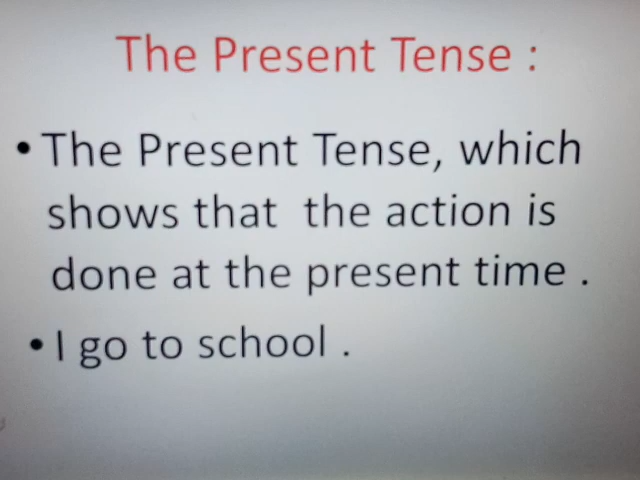 The Present Tense :
• The Present Tense, which
shows that  the action is
done at the present time .
• I go to school .